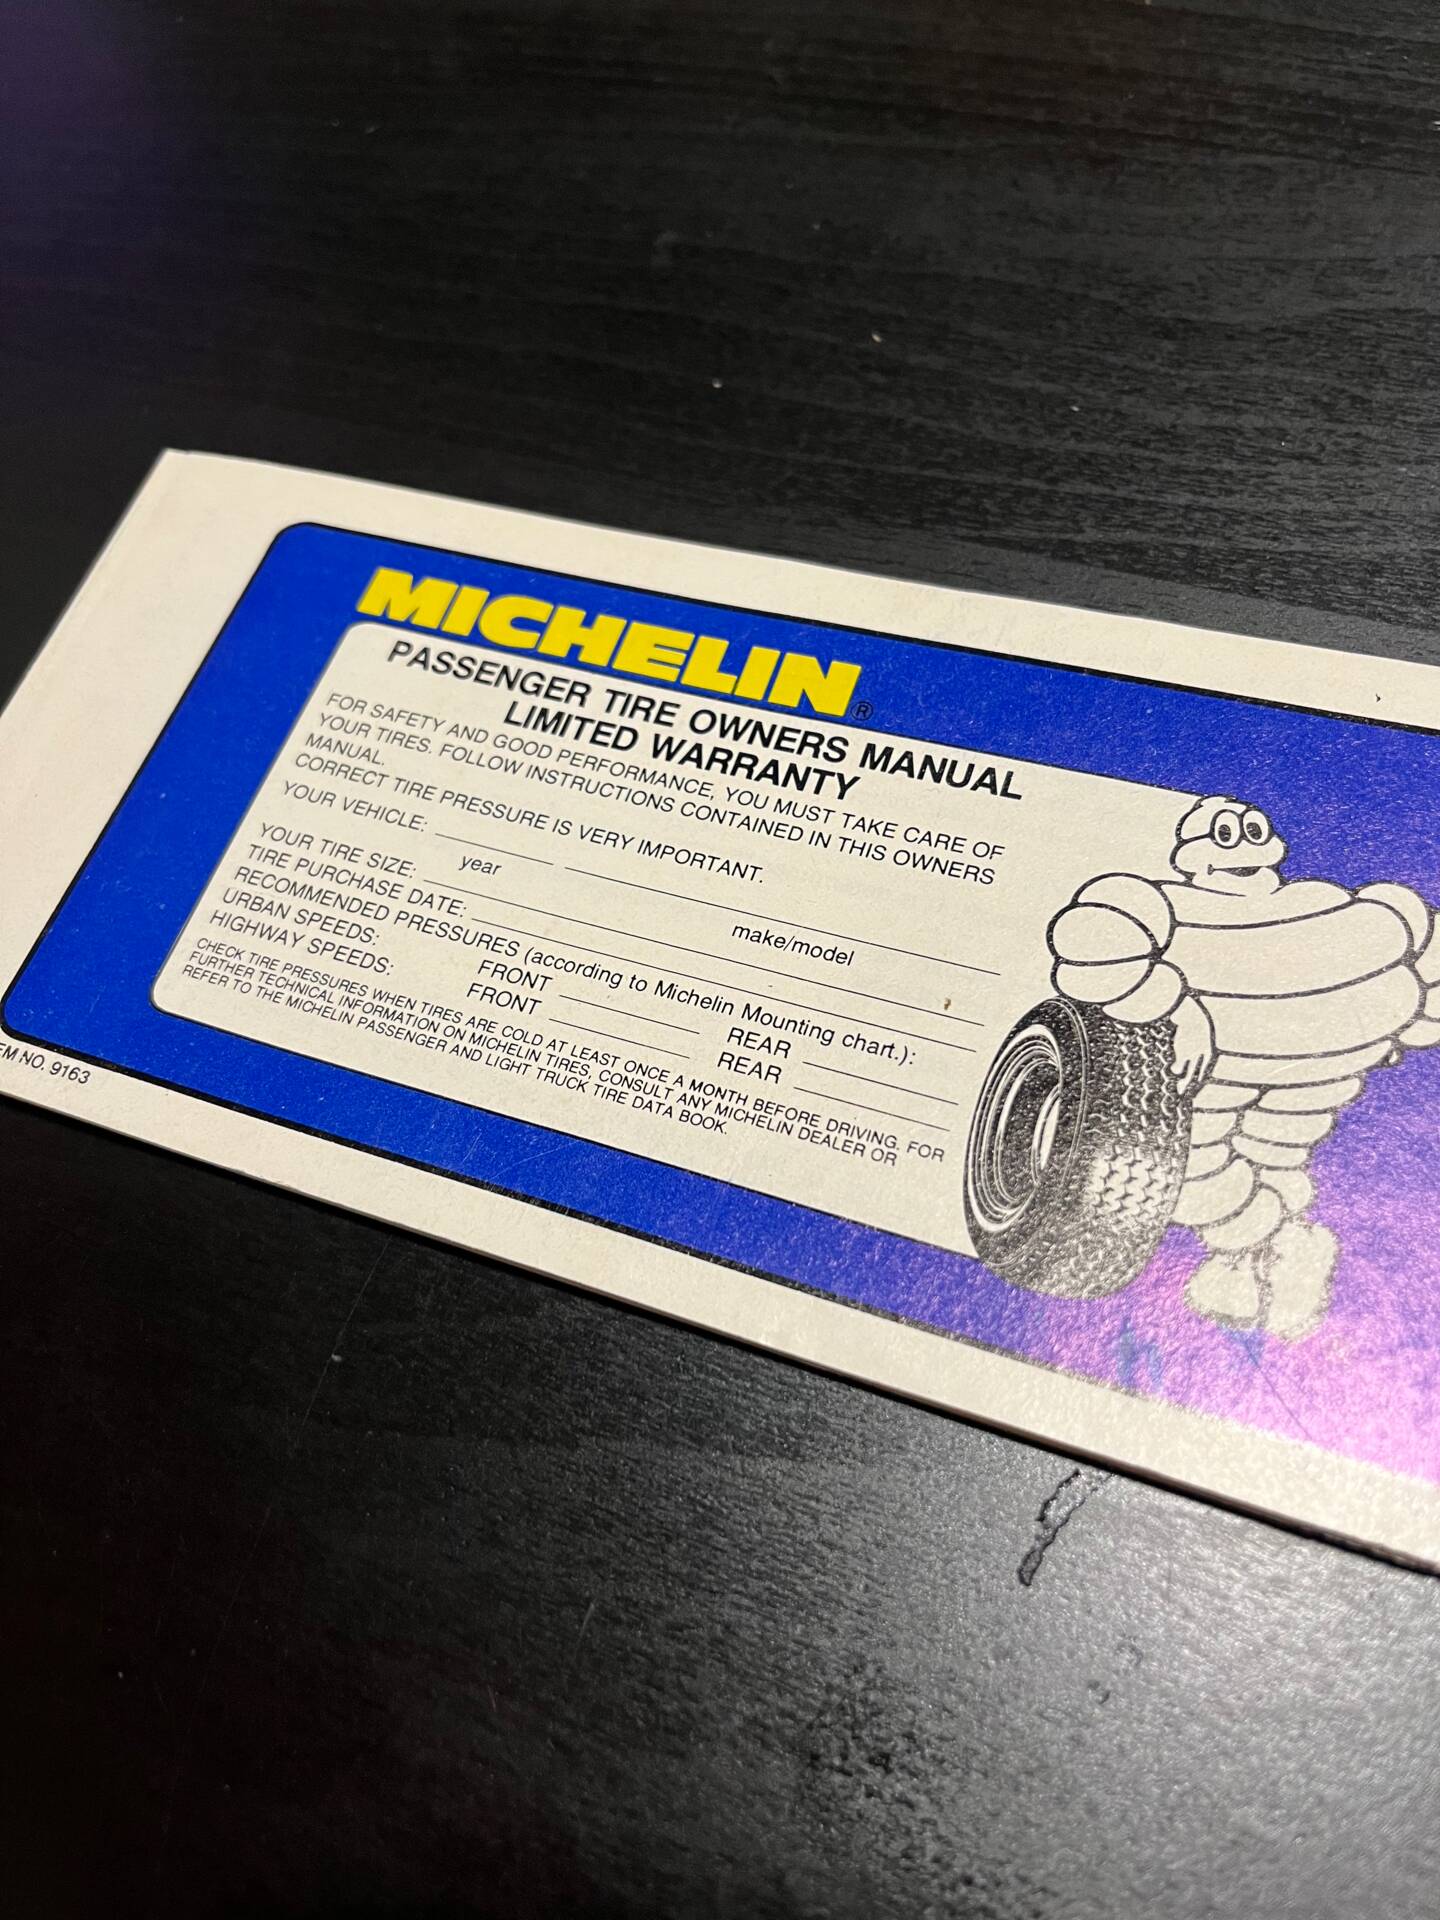 MICHELIN®
PASSENGER TIRE OWNERS MANUAL
LIMITED WARRANTY
FOR SAFETY AND GOOD PERFORMANCE, YOU MUST TAKE CARE OF
YOUR TIRES. FOLLOW INSTRUCTIONS CONTAINED IN THIS OWNERS
MANUAL.
CORRECT TIRE PRESSURE IS VERY IMPORTANT.
YOUR VEHICLE:
year make/model
YOUR TIRE SIZE:
TIRE PURCHASE DATE:
RECOMMENDED PRESSURES (according to Michelin Mounting chart.):
URBAN SPEEDS: FRONT REAR
HIGHWAY SPEEDS: FRONT REAR
CHECK TIRE PRESSURES WHEN TIRES ARE COLD AT LEAST ONCE A MONTH BEFORE DRIVING. FOR
FURTHER TECHNICAL INFORMATION ON MICHELIN TIRES, CONSULT ANY MICHELIN DEALER OR
REFER TO THE MICHELIN PASSENGER AND LIGHT TRUCK TIRE DATA BOOK.
EM NO. 9163